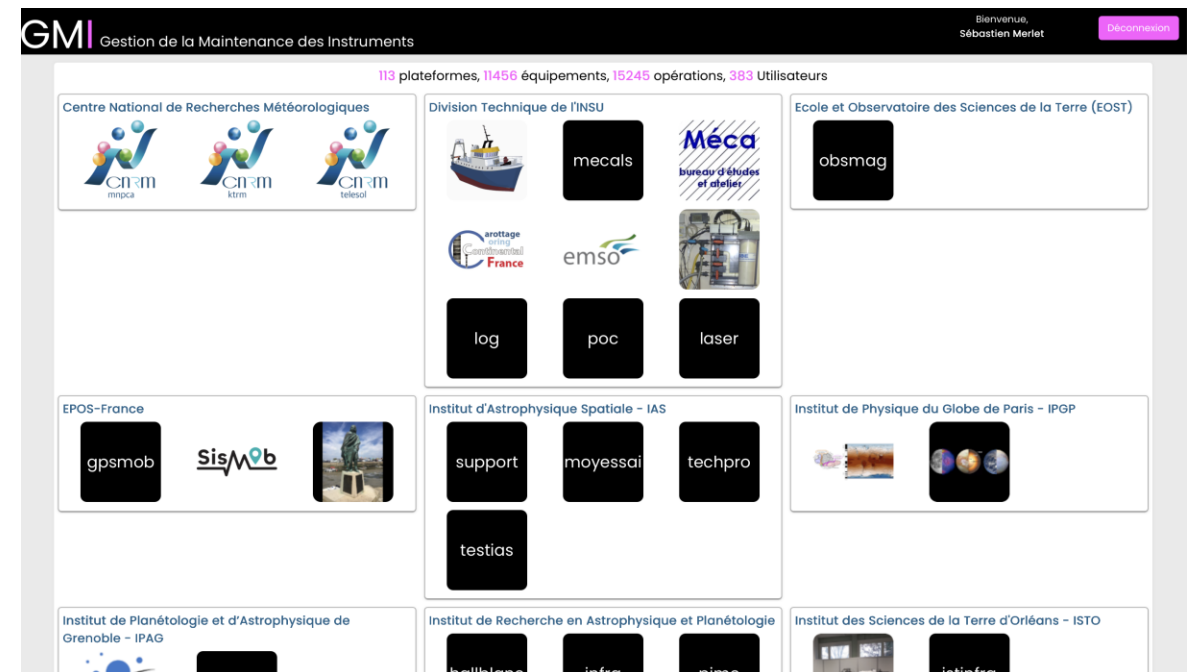 GMI Gestion de la Maintenance des Instruments
Bienvenue,
Sébastien Merlet
Déconnexion
113 plateformes, 11456 équipements, 15245 opérations, 383 Utilisateurs
Centre National de Recherches Météorologiques
CNRM
mnpca
CNRM
ktrm
CNRM
telesol
Division Technique de l'INSU
mecals
Méca
bureau d'études
et atelier
Carottage
Coring
Continental
France
emso
log
poc
laser
Ecole et Observatoire des Sciences de la Terre (EOST)
obsmag
EPOS-France
gpsmob
SisMob
Institut d'Astrophysique Spatiale - IAS
support
moyessai
techpro
testias
Institut de Physique du Globe de Paris - IPGP
Institut de Planétologie et d’Astrophysique de
Grenoble - IPAG
Institut de Recherche en Astrophysique et Planétologie
hallblanc
infra
nimo
Institut des Sciences de la Terre d'Orléans - ISTO
istinfra